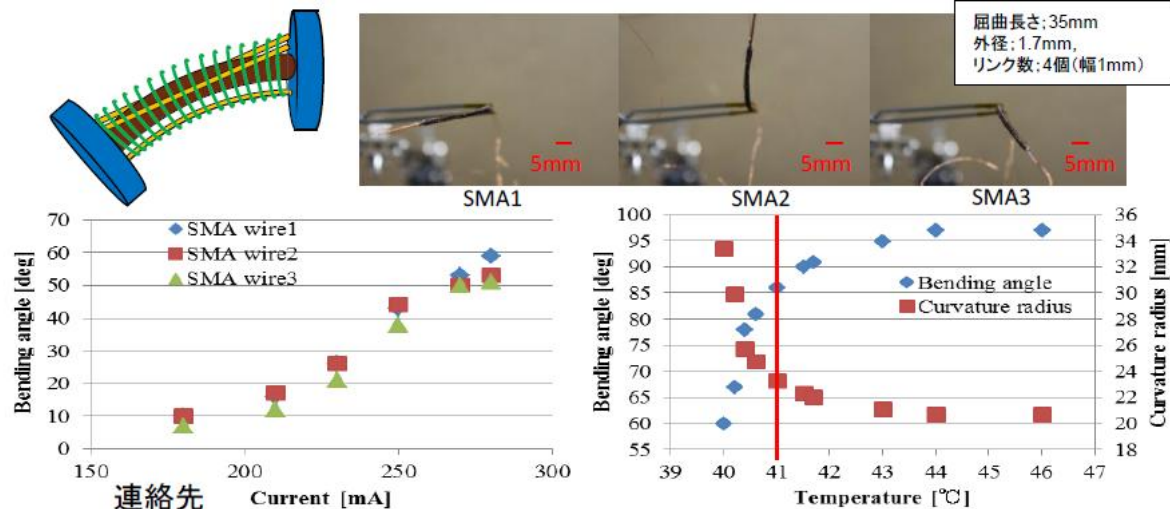 屈曲長さ;35mm
外径;1.7mm,
リンク数;4個(幅1mm)
5mm
5mm
5mm
SMA1
SMA2
SMA3
70
60
50
40
30
20
10
0
Bending angle [deg]
SMA wire1
SMA wire2
SMA wire3
150
200
250
300
Current [mA]
連絡先
100
95
90
85
80
75
70
65
60
55
Bending angle [deg]
Bending angle
Curvature radius
36
34
32
30
28
26
24
22
20
18
Curvature radius [mm]
39
40
41
42
43
44
45
46
47
Temperature [℃]